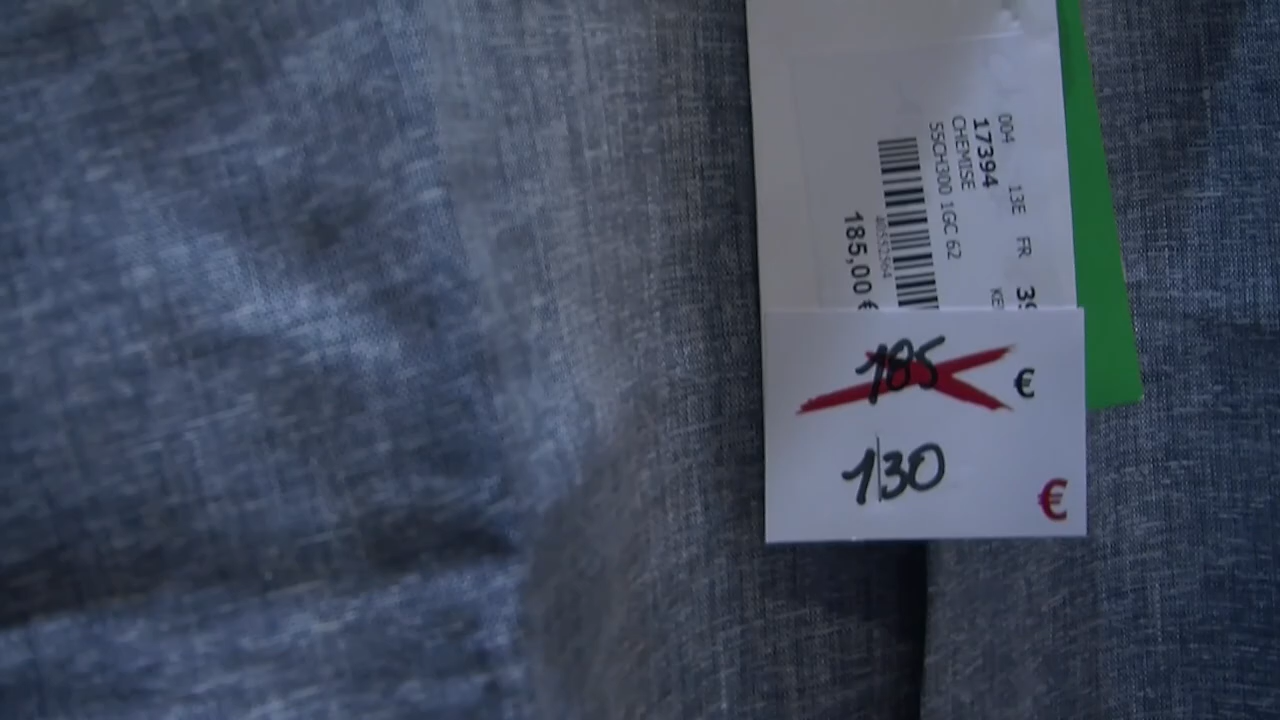 004 13E FR 39
17394
CHEMISE
55CH300 1GC 62
185,00 €
185 €
130 €